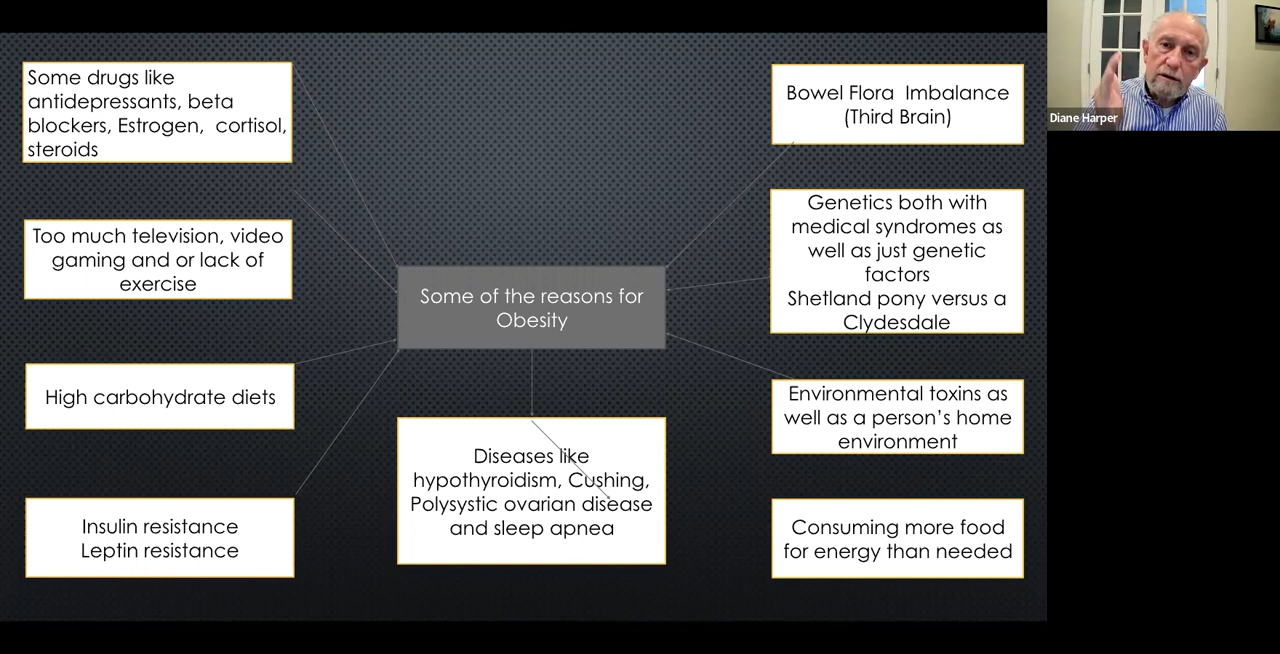 Some drugs like
antidepressants, beta
blockers, Estrogen, cortisol,
steroids
Too much television, video
gaming and or lack of
exercise
High carbohydrate diets
Insulin resistance
Leptin resistance
Some of the reasons for
Obesity
Diseases like
hypothyroidism, Cushing,
Polysystic ovarian disease
and sleep apnea
Bowel Flora Imbalance
(Third Brain)
Genetics both with
medical syndromes as
well as just genetic
factors
Shetland pony versus a
Clydesdale
Environmental toxins as
well as a person's home
environment
Consuming more food
for energy than needed
Diane Harper